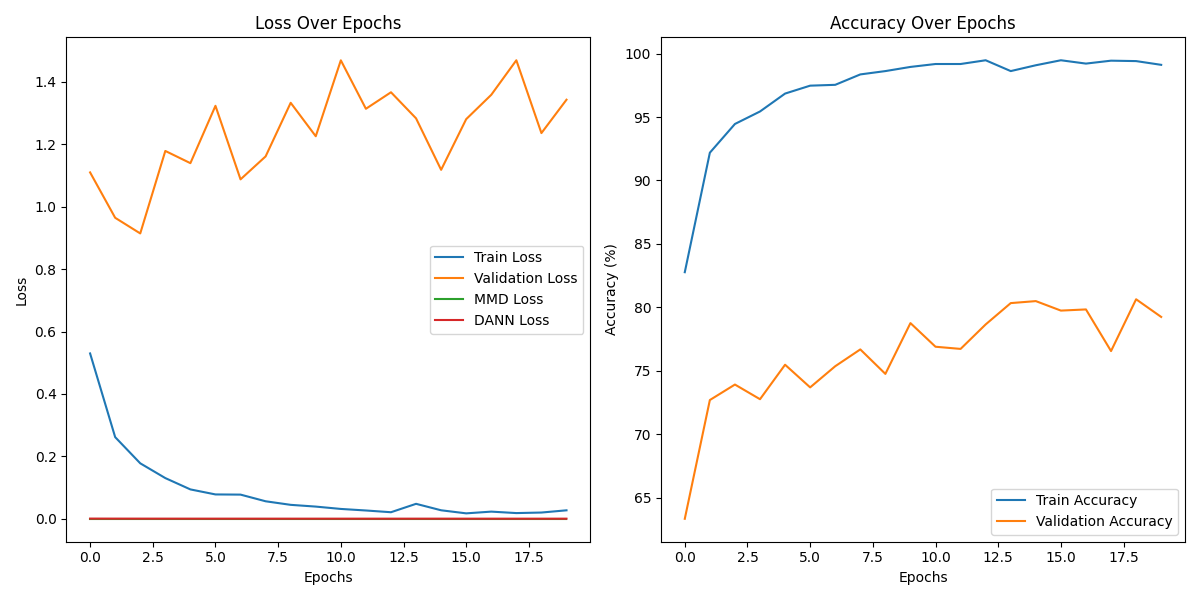 Loss Over Epochs
Loss
1.4
1.2
1.0
0.8
0.6
0.4
0.2
0.0
Train Loss
Validation Loss
MMD Loss
DANN Loss
0.0 2.5 5.0 7.5 10.0 12.5 15.0 17.5
Epochs
Accuracy Over Epochs
Accuracy (%)
100
95
90
85
80
75
70
65
Train Accuracy
Validation Accuracy
0.0 2.5 5.0 7.5 10.0 12.5 15.0 17.5
Epochs